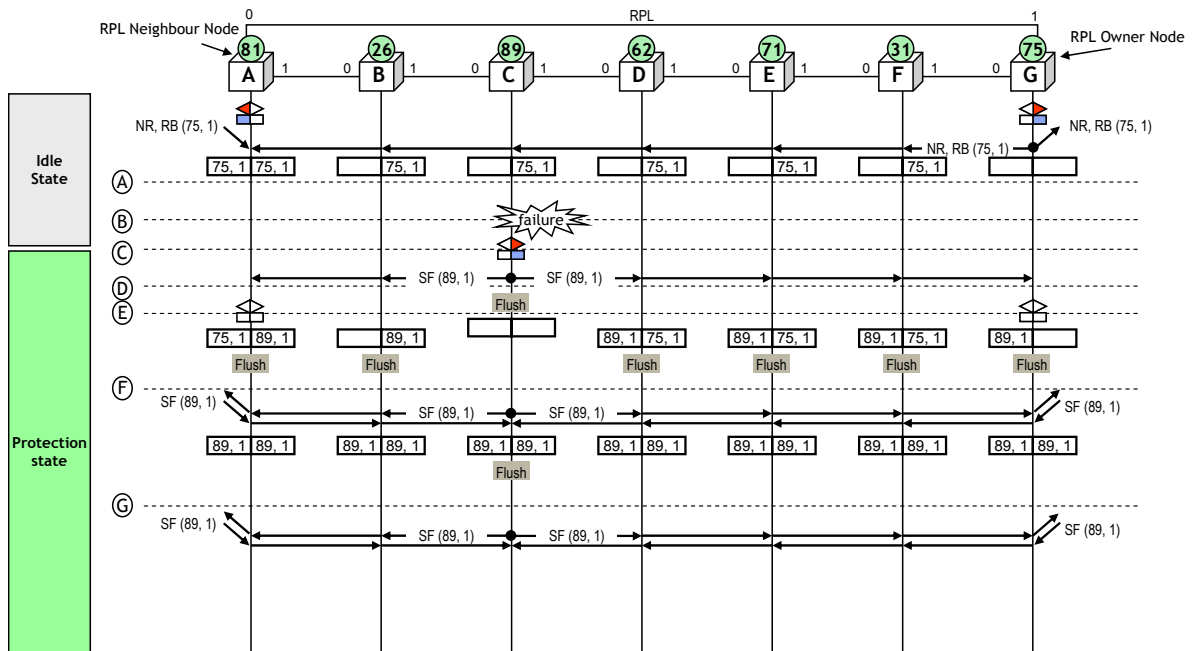 0 RPL 1
RPL Neighbour Node
RPL Owner Node
81 26 89 62 71 31 75
A 1 0 B 1 0 C 1 0 D 1 0 E 1 0 F 1 0 G
NR, RB (75, 1)
NR, RB (75, 1)
NR, RB (75, 1)
Idle
State
75, 1 75, 1 75, 1 75, 1 75, 1 75, 1 75, 1
A
B
failure
C
SF (89, 1) SF (89, 1)
D
Flush
E
75, 1 89, 1 89, 1 89, 1 75, 1 89, 1 75, 1 89, 1 75, 1 89, 1
Flush Flush Flush Flush Flush Flush
F
SF (89, 1) SF (89, 1) SF (89, 1) SF (89, 1)
Protection
state
89, 1 89, 1 89, 1 89, 1 89, 1 89, 1 89, 1 89, 1 89, 1 89, 1 89, 1 89, 1 89, 1 89, 1
Flush
G
SF (89, 1) SF (89, 1) SF (89, 1) SF (89, 1)